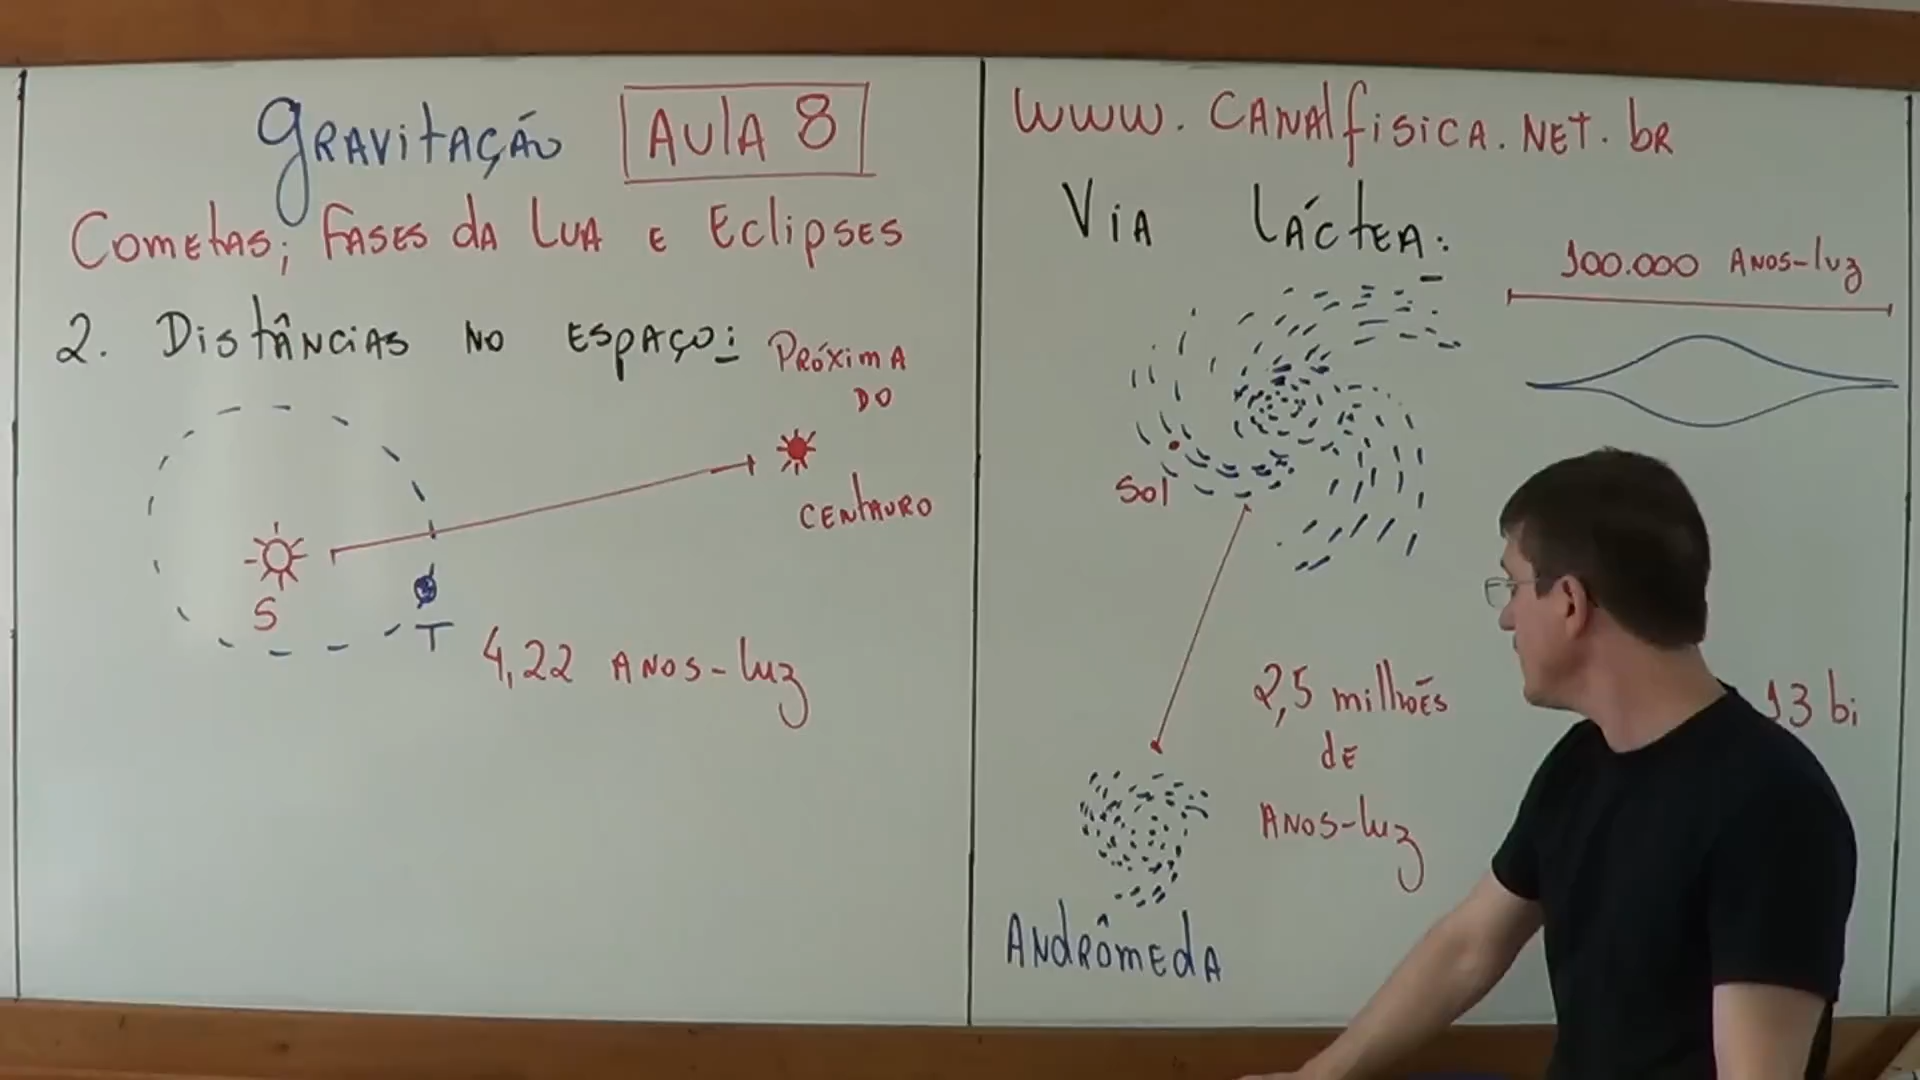 Gravitação Aula 8
Cometas; Fases da Lua e Eclipses
2. Distâncias no espaço:
Próxima
do
Centauro
S
T
4,22 anos-luz
www.canalfisica.net.br
Via Láctea:
100.000 anos-luz
Sol
2,5 milhões
de
anos-luz
13 bi
Andrômeda